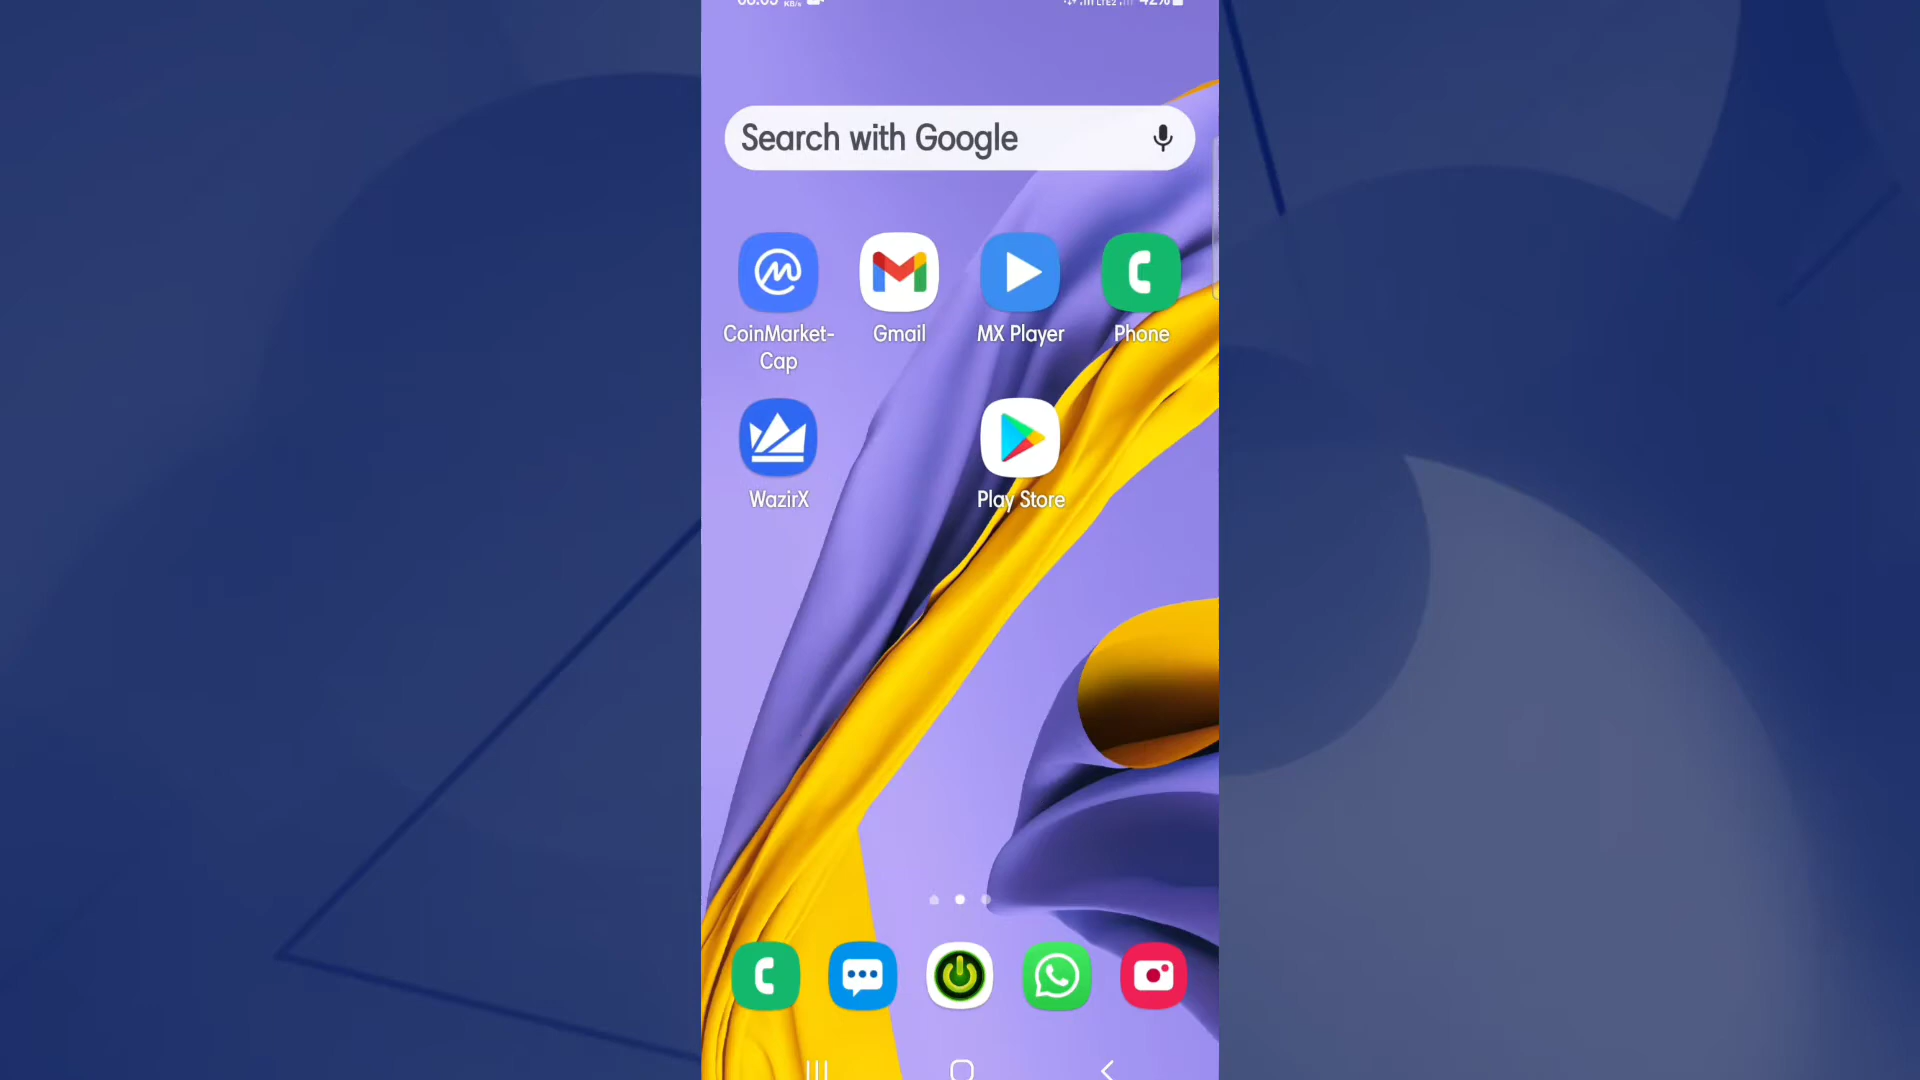 Search with Google
CoinMarket-
Cap
Gmail
MX Player
Phone
WazirX
Play Store